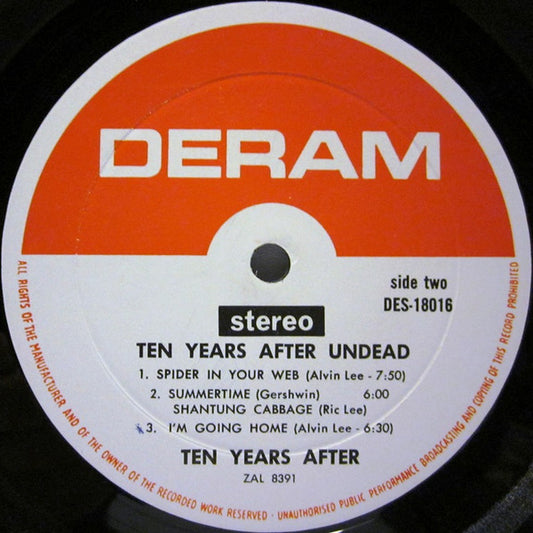 DERAM
side two
DES-18016
stereo
TEN YEARS AFTER UNDEAD
1. SPIDER IN YOUR WEB (Alvin Lee - 7:50)
2. SUMMERTIME (Gershwin) 6:00
SHANTUNG CABBAGE (Ric Lee)
3. I'M GOING HOME (Alvin Lee - 6:30)
TEN YEARS AFTER
ZAL 8391
ALL RIGHTS OF THE MANUFACTURER AND OF THE OWNER OF THE RECORDED WORK RESERVED · UNAUTHORISED PUBLIC PERFORMANCE BROADCASTING AND COPYING OF THIS RECORD PROHIBITED